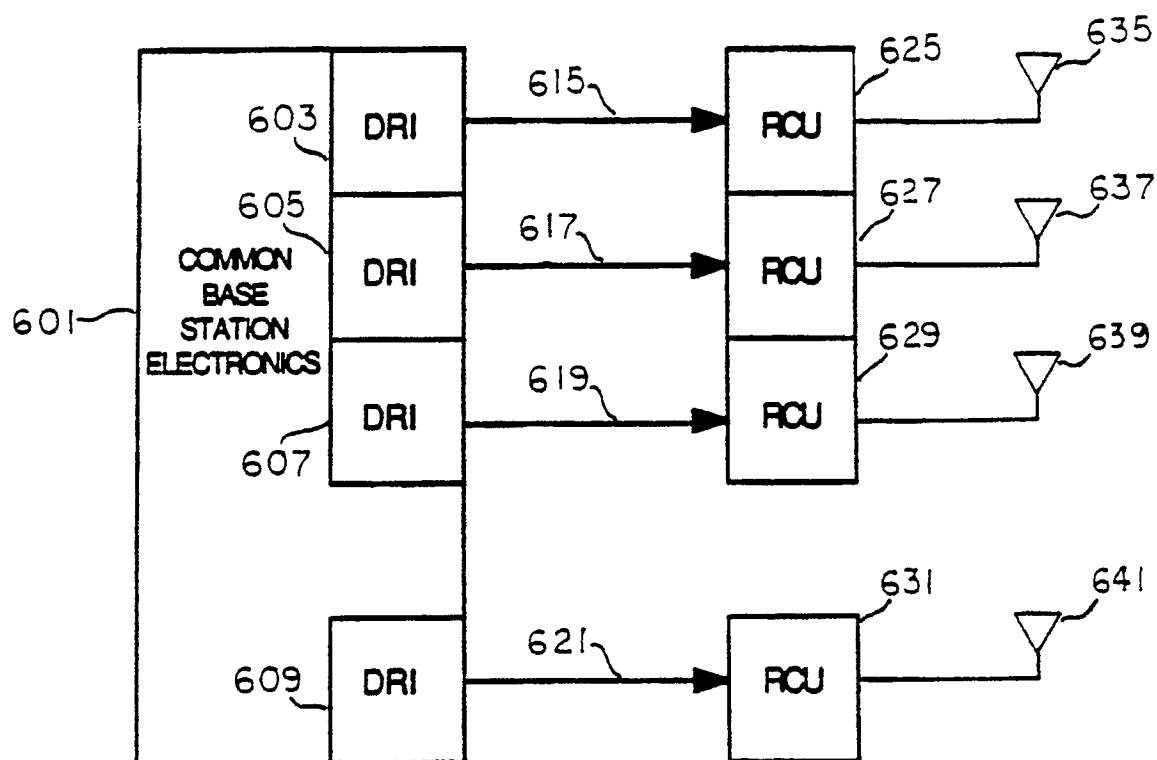 635
615
625
603
DRI
RCU
605
617
627
637
COMMON
BASE
STATION
ELECTRONICS
DRI
RCU
601
619
629
639
607
DRI
RCU
609
DRI
621
631
RCU
641